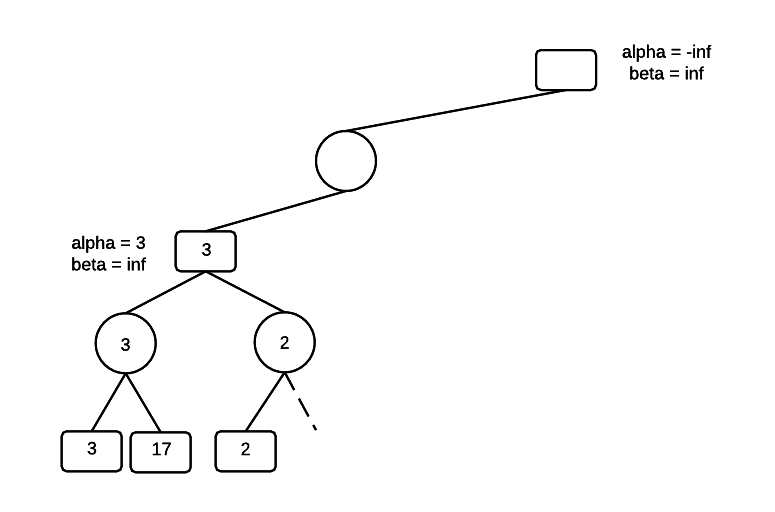 alpha = -inf
beta = inf
alpha = 3
beta = inf
3
3
2
3
17
2